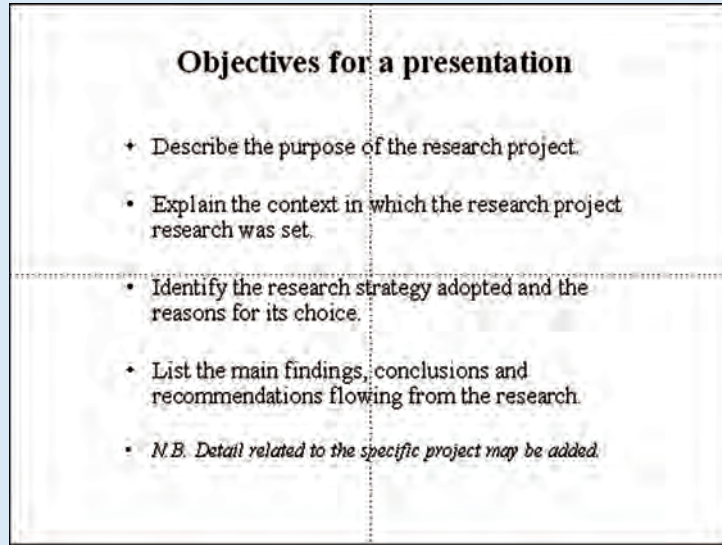 Objectives for a presentation
• Describe the purpose of the research project.
• Explain the context in which the research project
research was set.
• Identify the research strategy adopted and the
reasons for its choice.
• List the main findings, conclusions and
recommendations flowing from the research.
• N.B. Detail related to the specific project may be added.